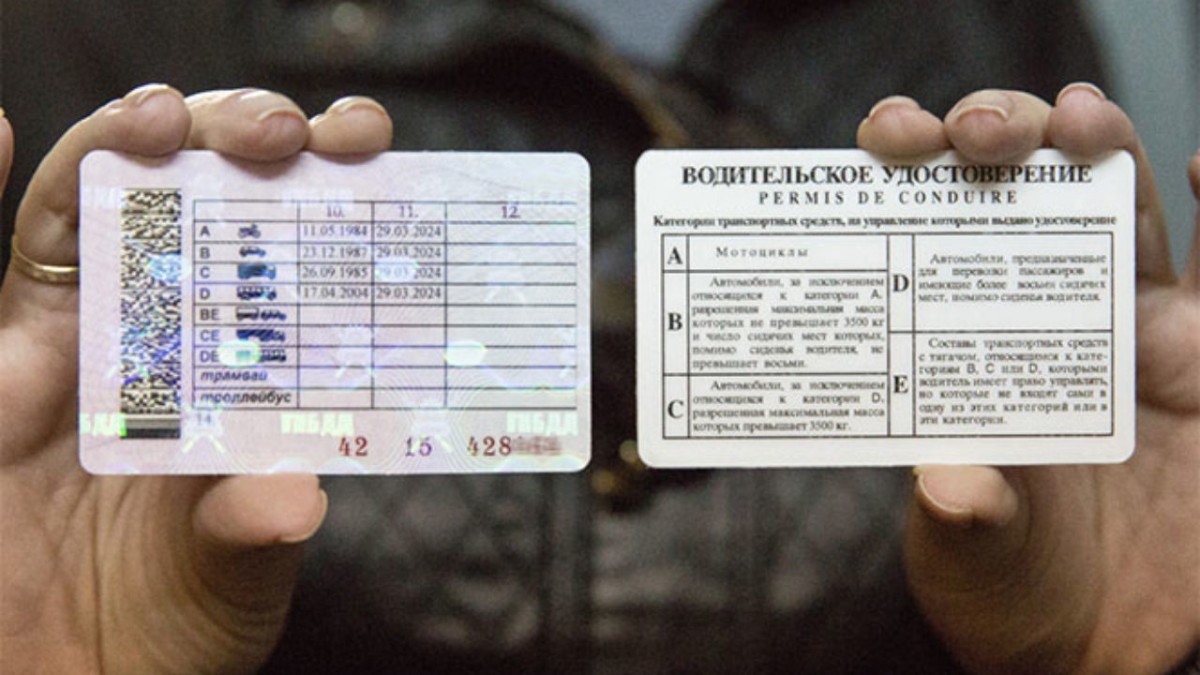 10. 11. 12.
A 11.05.1984 29.03.2024
B 23.12.1987 29.03.2024
C 26.09.1985 29.03.2024
D 17.04.2004 29.03.2024
BE
CE
DE
трамвай
троллейбус
14.
ГИБДД
42 15 428
ВОДИТЕЛЬСКОЕ УДОСТОВЕРЕНИЕ
PERMIS DE CONDUIRE
Категории транспортных средств, на управление которыми выдано удостоверение
A Мотоциклы
B Автомобили, за исключением
относящихся к категории A,
разрешенная максимальная масса
которых не превышает 3500 кг
и число сидячих мест которых,
помимо сиденья водителя, не
превышает восьми.
C Автомобили, за исключением
относящихся к категории D,
разрешенная максимальная масса
которых превышает 3500 кг.
D Автомобили, предназначенные
для перевозки пассажиров и
имеющие более восьми сидячих
мест, помимо сиденья водителя.
E Составы транспортных средств
с тягачом, относящимся к кате-
гориям B, C или D, которыми
водитель имеет право управлять,
но которые не входят сами в
одну из этих категорий или в
эти категории.